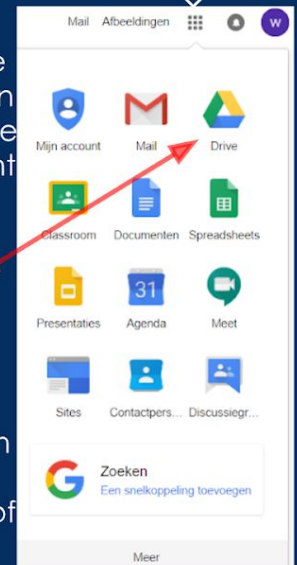 Mail Afbeeldingen W
Mijn account Mail Drive
Classroom Documenten Spreadsheets
31
Presentaties Agenda Meet
Sites Contactpers... Discussiegr...
Zoeken
Een snelkoppeling toevoegen
Meer